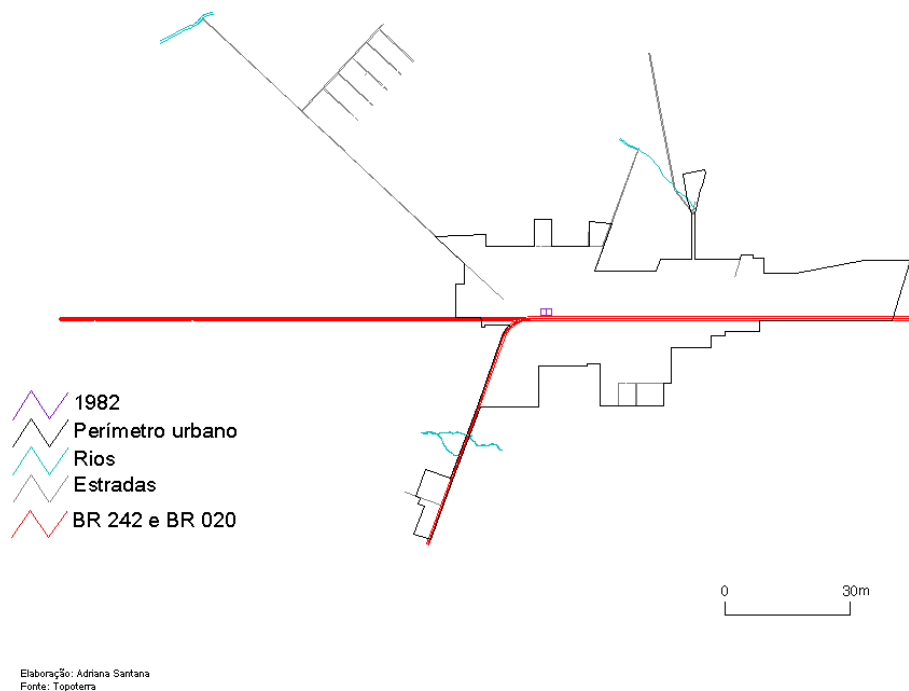 1982
Perímetro urbano
Rios
Estradas
BR 242 e BR 020
0 30m
Elaboração: Adriana Santana
Fonte: Topoterra